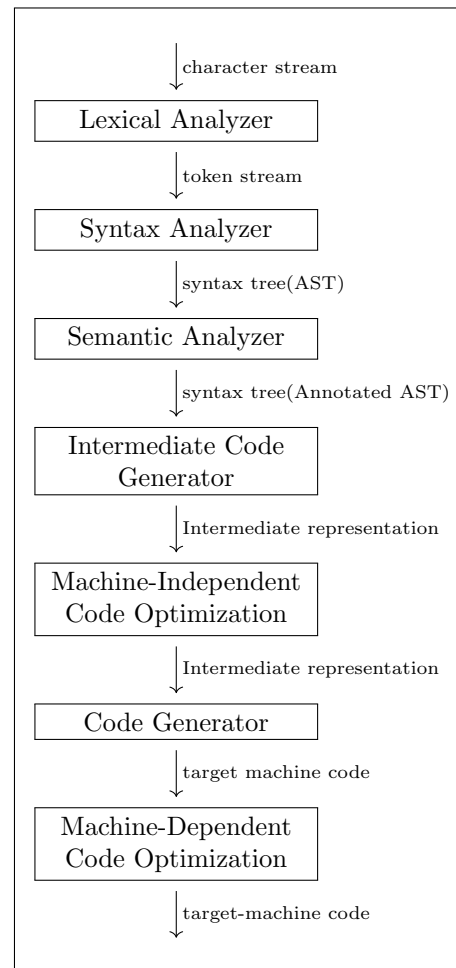 character stream
Lexical Analyzer
token stream
Syntax Analyzer
syntax tree(AST)
Semantic Analyzer
syntax tree(Annotated AST)
Intermediate Code
Generator
Intermediate representation
Machine-Independent
Code Optimization
Intermediate representation
Code Generator
target machine code
Machine-Dependent
Code Optimization
target-machine code